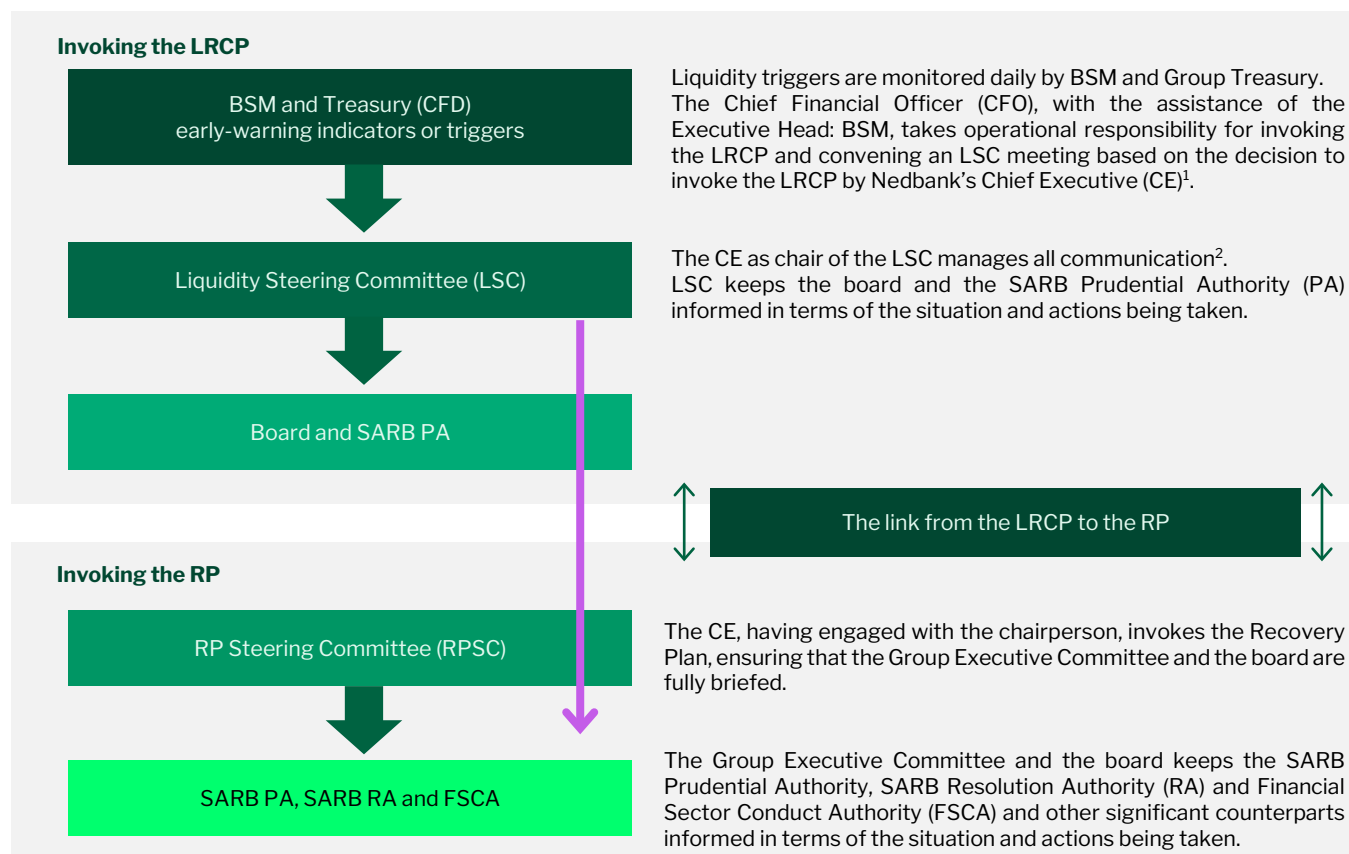 Invoking the LRCP
BSM and Treasury (CFD)
early-warning indicators or triggers
Liquidity triggers are monitored daily by BSM and Group Treasury.
The Chief Financial Officer (CFO), with the assistance of the
Executive Head: BSM, takes operational responsibility for invoking
the LRCP and convening an LSC meeting based on the decision to
invoke the LRCP by Nedbank's Chief Executive (CE)¹.
Liquidity Steering Committee (LSC)
The CE as chair of the LSC manages all communication².
LSC keeps the board and the SARB Prudential Authority (PA)
informed in terms of the situation and actions being taken.
Board and SARB PA
The link from the LRCP to the RP
Invoking the RP
RP Steering Committee (RPSC)
The CE, having engaged with the chairperson, invokes the Recovery
Plan, ensuring that the Group Executive Committee and the board are
fully briefed.
SARB PA, SARB RA and FSCA
The Group Executive Committee and the board keeps the SARB
Prudential Authority, SARB Resolution Authority (RA) and Financial
Sector Conduct Authority (FSCA) and other significant counterparts
informed in terms of the situation and actions being taken.